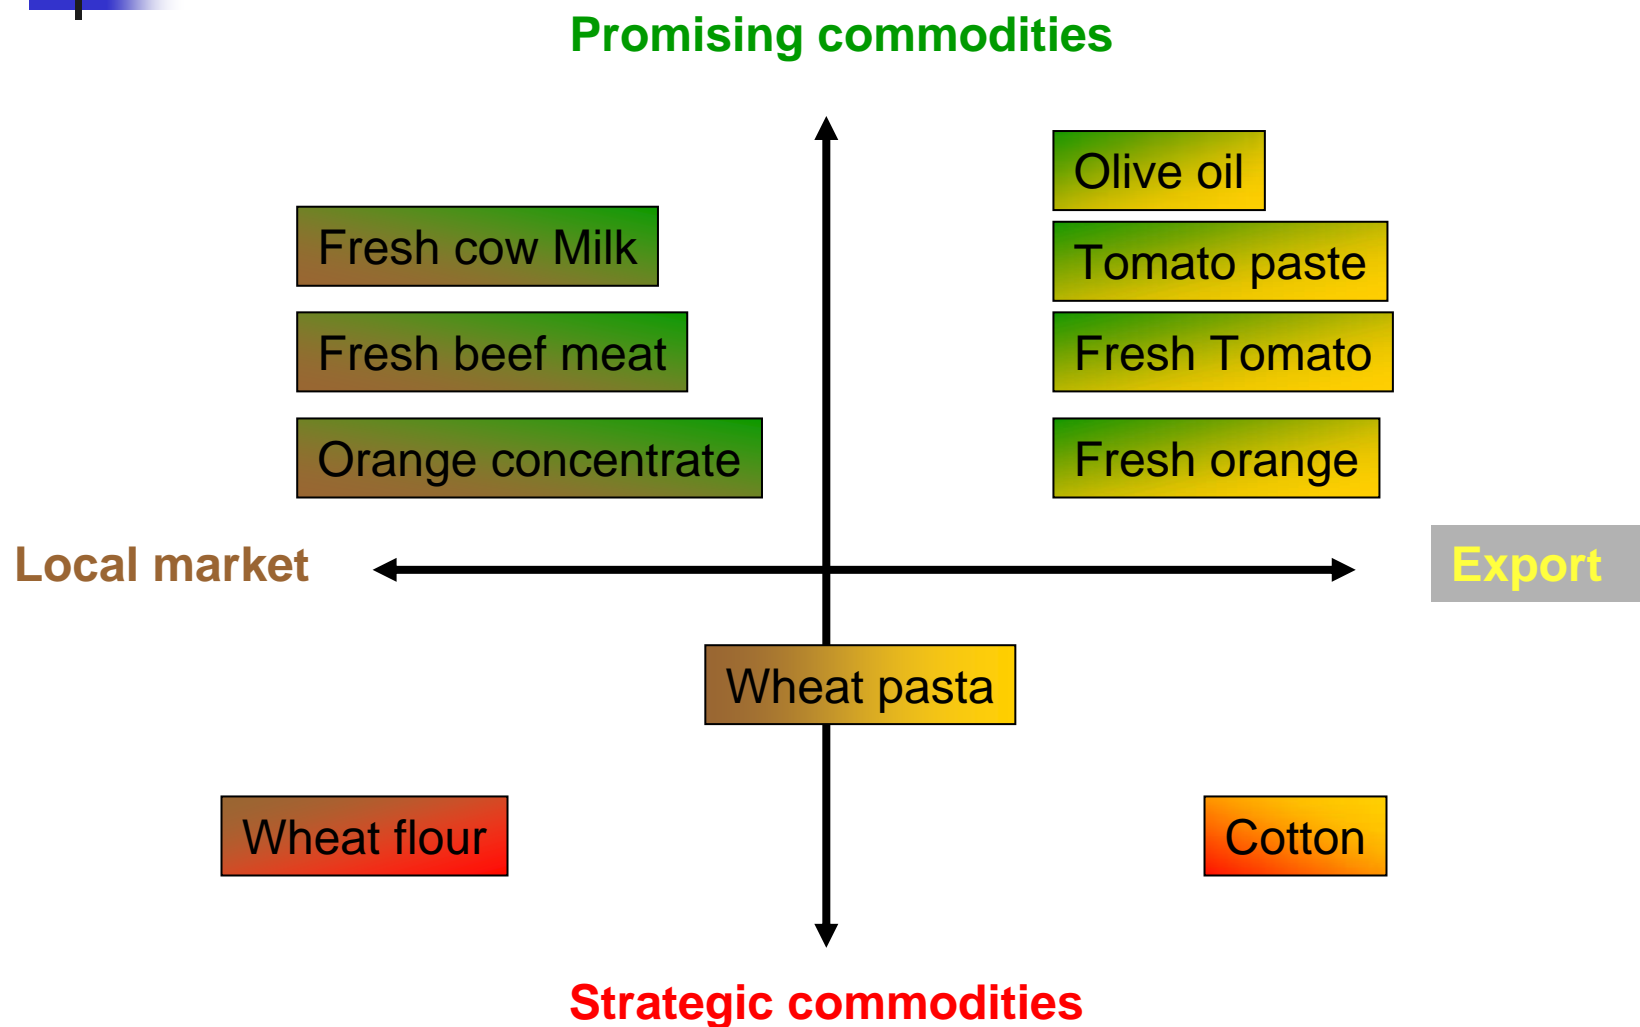 Promising commodities
Olive oil
Fresh cow Milk
Tomato paste
Fresh beef meat
Fresh Tomato
Orange concentrate
Fresh orange
Local market
Export
Wheat pasta
Wheat flour
Cotton
Strategic commodities